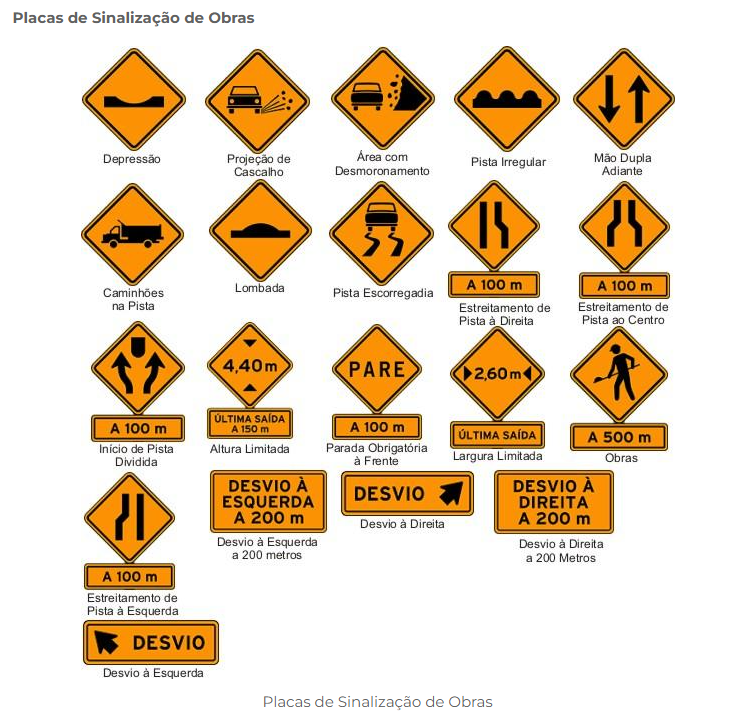 Placas de Sinalização de Obras
Depressão
Projeção de
Cascalho
Área com
Desmoronamento
Pista Irregular
Mão Dupla
Adiante
Caminhões
na Pista
Lombada
Pista Escorregadia
A 100 m
Estreitamento de
Pista à Direita
A 100 m
Estreitamento de
Pista ao Centro
A 100 m
Início de Pista
Dividida
4,40m
ÚLTIMA SAÍDA
A 150 m
Altura Limitada
PARE
A 100 m
Parada Obrigatória
à Frente
2,60m
ÚLTIMA SAÍDA
Largura Limitada
A 500 m
Obras
A 100 m
Estreitamento de
Pista à Esquerda
DESVIO À
ESQUERDA
A 200 m
Desvio à Esquerda
a 200 metros
DESVIO
Desvio à Direita
DESVIO À
DIREITA
A 200 m
Desvio à Direita
a 200 Metros
DESVIO
Desvio à Esquerda
Placas de Sinalização de Obras